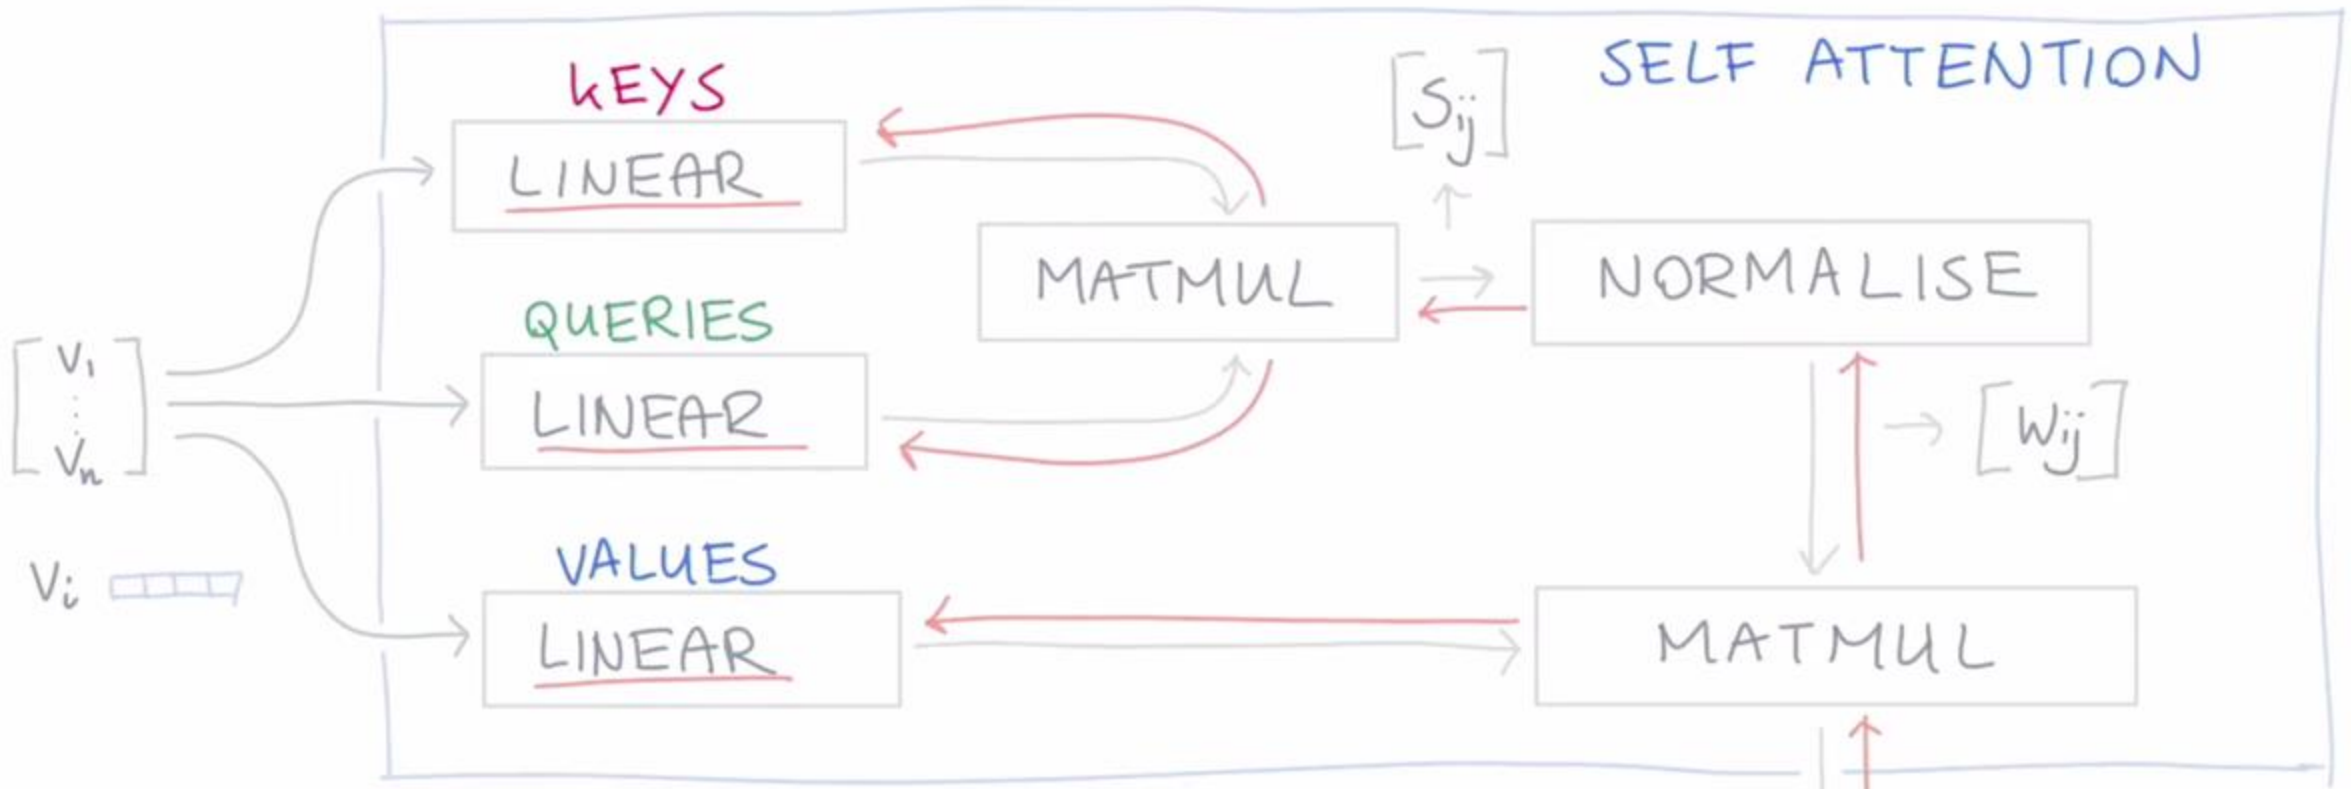 SELF ATTENTION
KEYS
LINEAR
[Sij]
MATMUL
NORMALISE
QUERIES
LINEAR
V1
⋮
Vn
[Wij]
Vi
VALUES
LINEAR
MATMUL